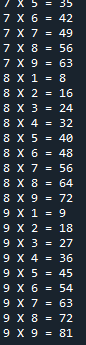 7 X 5 = 35
7 X 6 = 42
7 X 7 = 49
7 X 8 = 56
7 X 9 = 63
8 X 1 = 8
8 X 2 = 16
8 X 3 = 24
8 X 4 = 32
8 X 5 = 40
8 X 6 = 48
8 X 7 = 56
8 X 8 = 64
8 X 9 = 72
9 X 1 = 9
9 X 2 = 18
9 X 3 = 27
9 X 4 = 36
9 X 5 = 45
9 X 6 = 54
9 X 7 = 63
9 X 8 = 72
9 X 9 = 81